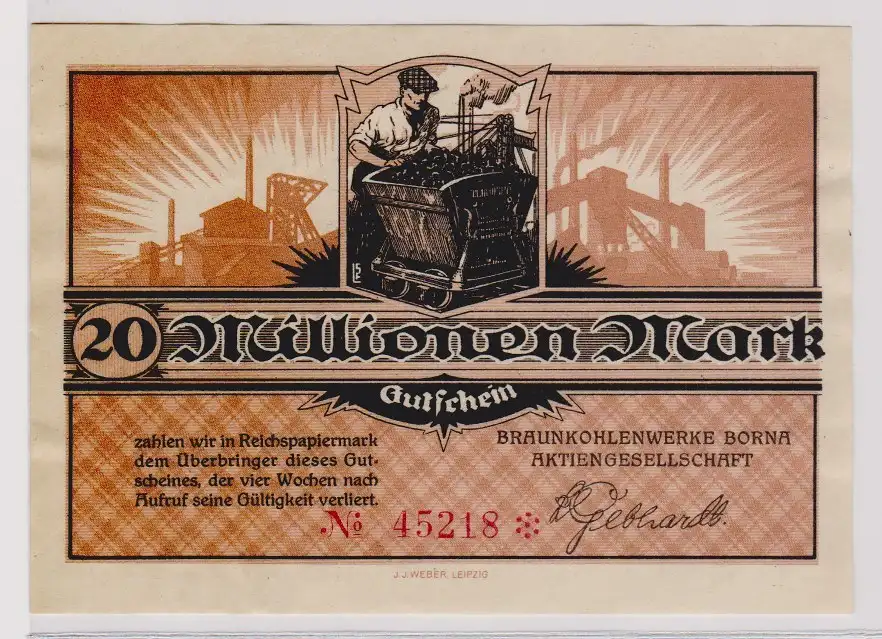 20 Millionen Mark
Gutschein
zahlen wir in Reichspapiermark
dem Überbringer dieses Gut-
scheines, der vier Wochen nach
Aufruf seine Gültigkeit verliert.
BRAUNKOHLENWERKE BORNA
AKTIENGESELLSCHAFT
Gebhardt.
№ 45218 *
J. J. WEBER, LEIPZIG